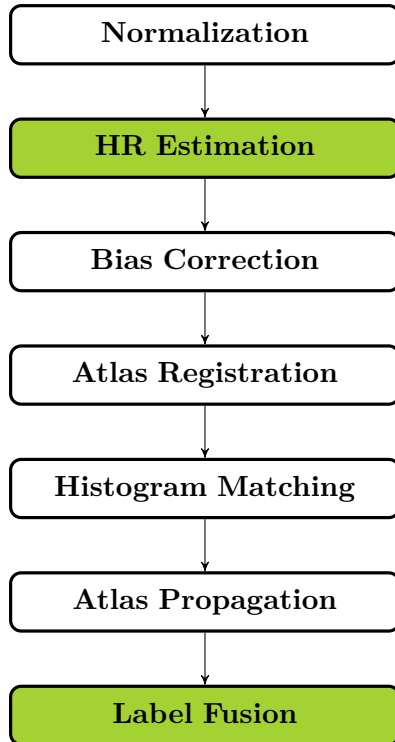 Normalization
HR Estimation
Bias Correction
Atlas Registration
Histogram Matching
Atlas Propagation
Label Fusion